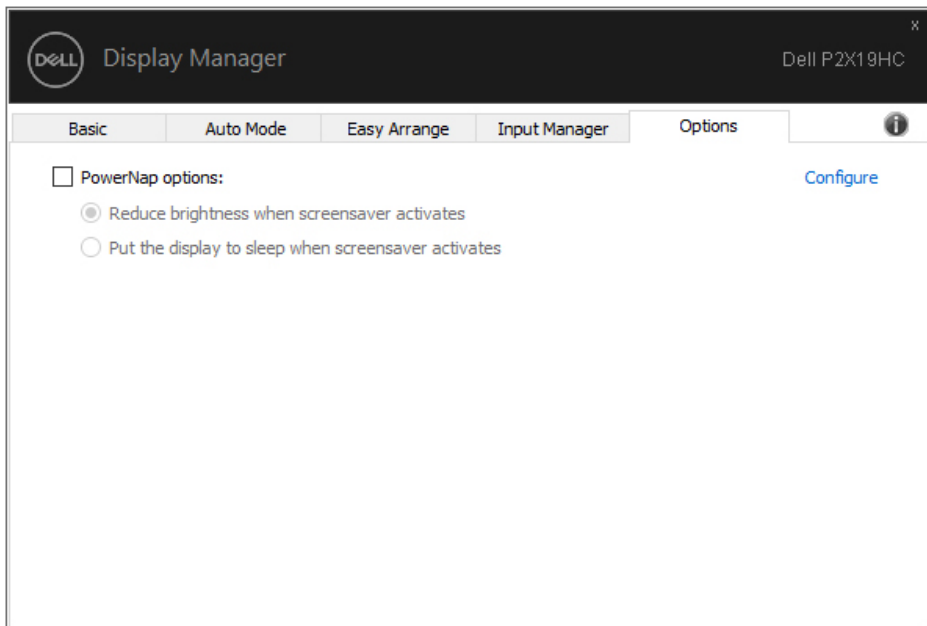 x
DELL Display Manager Dell P2X19HC
Basic Auto Mode Easy Arrange Input Manager Options i
PowerNap options: Configure
Reduce brightness when screensaver activates
Put the display to sleep when screensaver activates